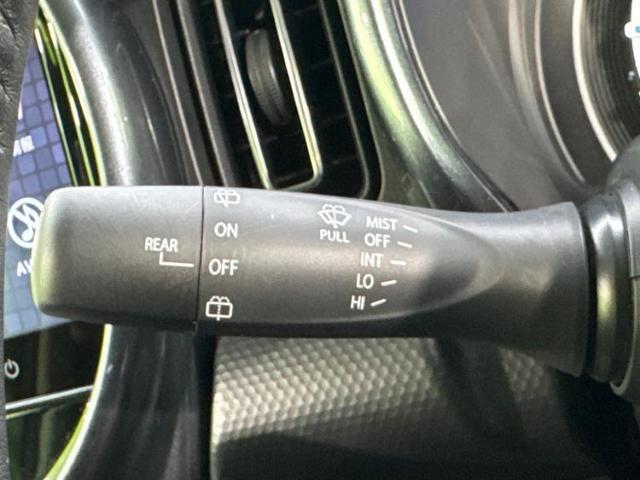 REAR
ON
OFF
PULL
MIST
OFF
INT
LO
HI